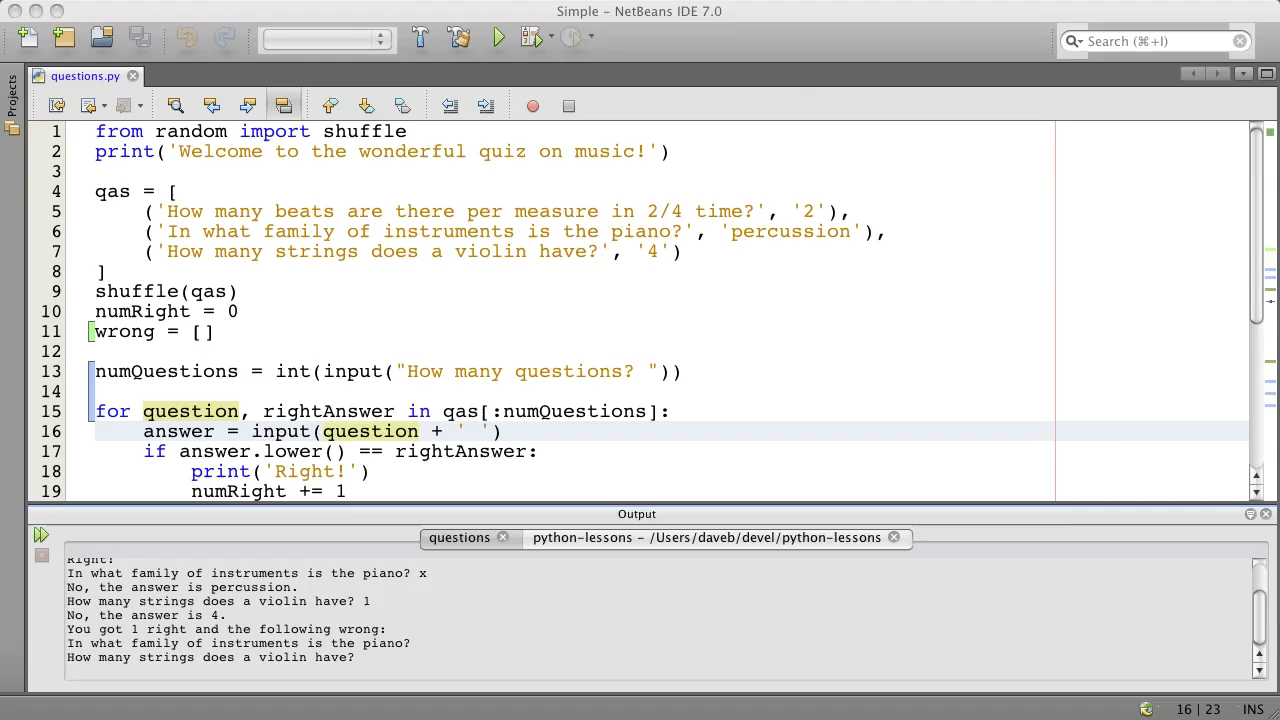 Simple - NetBeans IDE 7.0
Search (⌘+I)
Projects
questions.py
1 from random import shuffle
2 print('Welcome to the wonderful quiz on music!')
3
4 qas = [
5     ('How many beats are there per measure in 2/4 time?', '2'),
6     ('In what family of instruments is the piano?', 'percussion'),
7     ('How many strings does a violin have?', '4')
8 ]
9 shuffle(qas)
10 numRight = 0
11 wrong = []
12
13 numQuestions = int(input("How many questions? "))
14
15 for question, rightAnswer in qas[:numQuestions]:
16     answer = input(question + ' ')
17     if answer.lower() == rightAnswer:
18         print('Right!')
19         numRight += 1
Output
questions
python-lessons - /Users/daveb/devel/python-lessons
Right!
In what family of instruments is the piano? x
No, the answer is percussion.
How many strings does a violin have? 1
No, the answer is 4.
You got 1 right and the following wrong:
In what family of instruments is the piano?
How many strings does a violin have?
16 | 23 INS